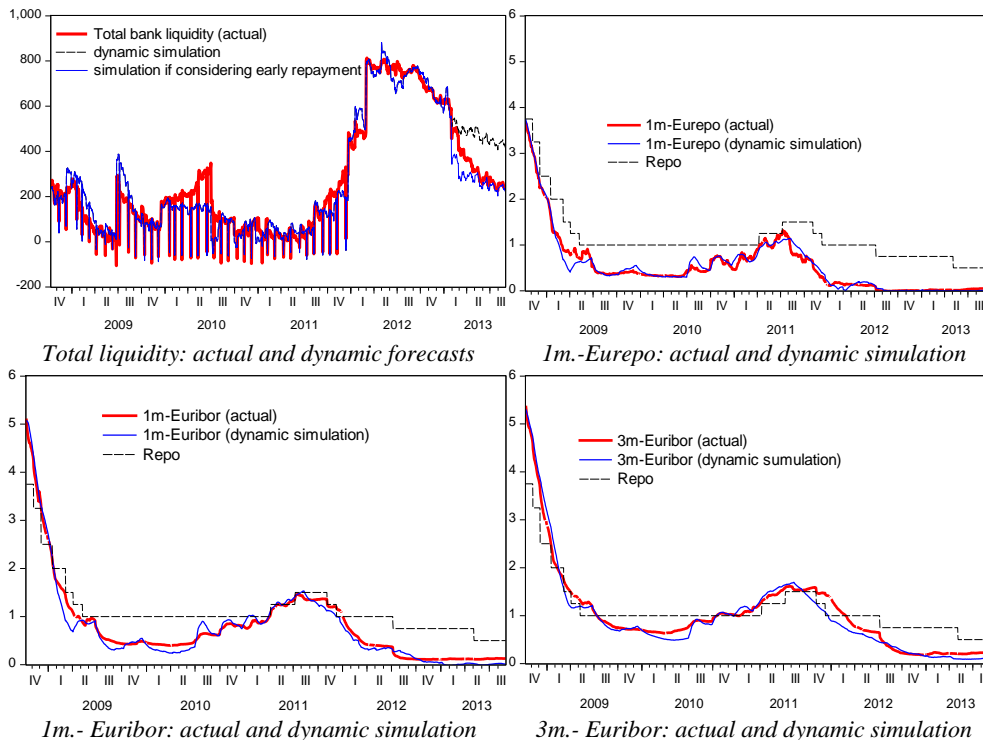 1,000
800
600
400
200
0
-200
Total bank liquidity (actual)
dynamic simulation
simulation if considering early repayment
IV I II III IV I II III IV I II III IV I II III IV I II III
2009 2010 2011 2012 2013
Total liquidity: actual and dynamic forecasts
6
5
4
3
2
1
0
1m-Eurepo (actual)
1m-Eurepo (dynamic simulation)
Repo
IV I II III IV I II III IV I II III IV I II III IV I II III
2009 2010 2011 2012 2013
1m.-Eurepo: actual and dynamic simulation
6
5
4
3
2
1
0
1m-Euribor (actual)
1m-Euribor (dynamic simulation)
Repo
IV I II III IV I II III IV I II III IV I II III IV I II III
2009 2010 2011 2012 2013
1m.- Euribor: actual and dynamic simulation
6
5
4
3
2
1
0
3m-Euribor (actual)
3m-Euribor (dynamic sumulation)
Repo
IV I II III IV I II III IV I II III IV I II III IV I II
2009 2010 2011 2012 2013
3m.- Euribor: actual and dynamic simulation